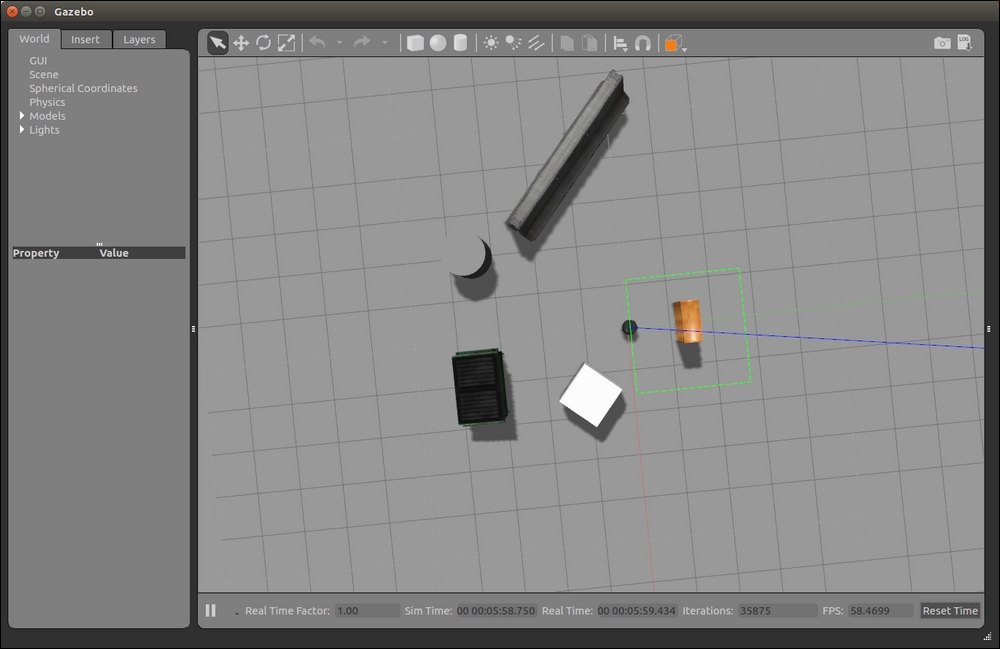 Gazebo
World Insert Layers
GUI
Scene
Spherical Coordinates
Physics
Models
Lights
Property Value
LOG
Real Time Factor: 1.00 Sim Time: 00 00:05:58.750 Real Time: 00 00:05:59.434 Iterations: 35875 FPS: 58.4699 Reset Time